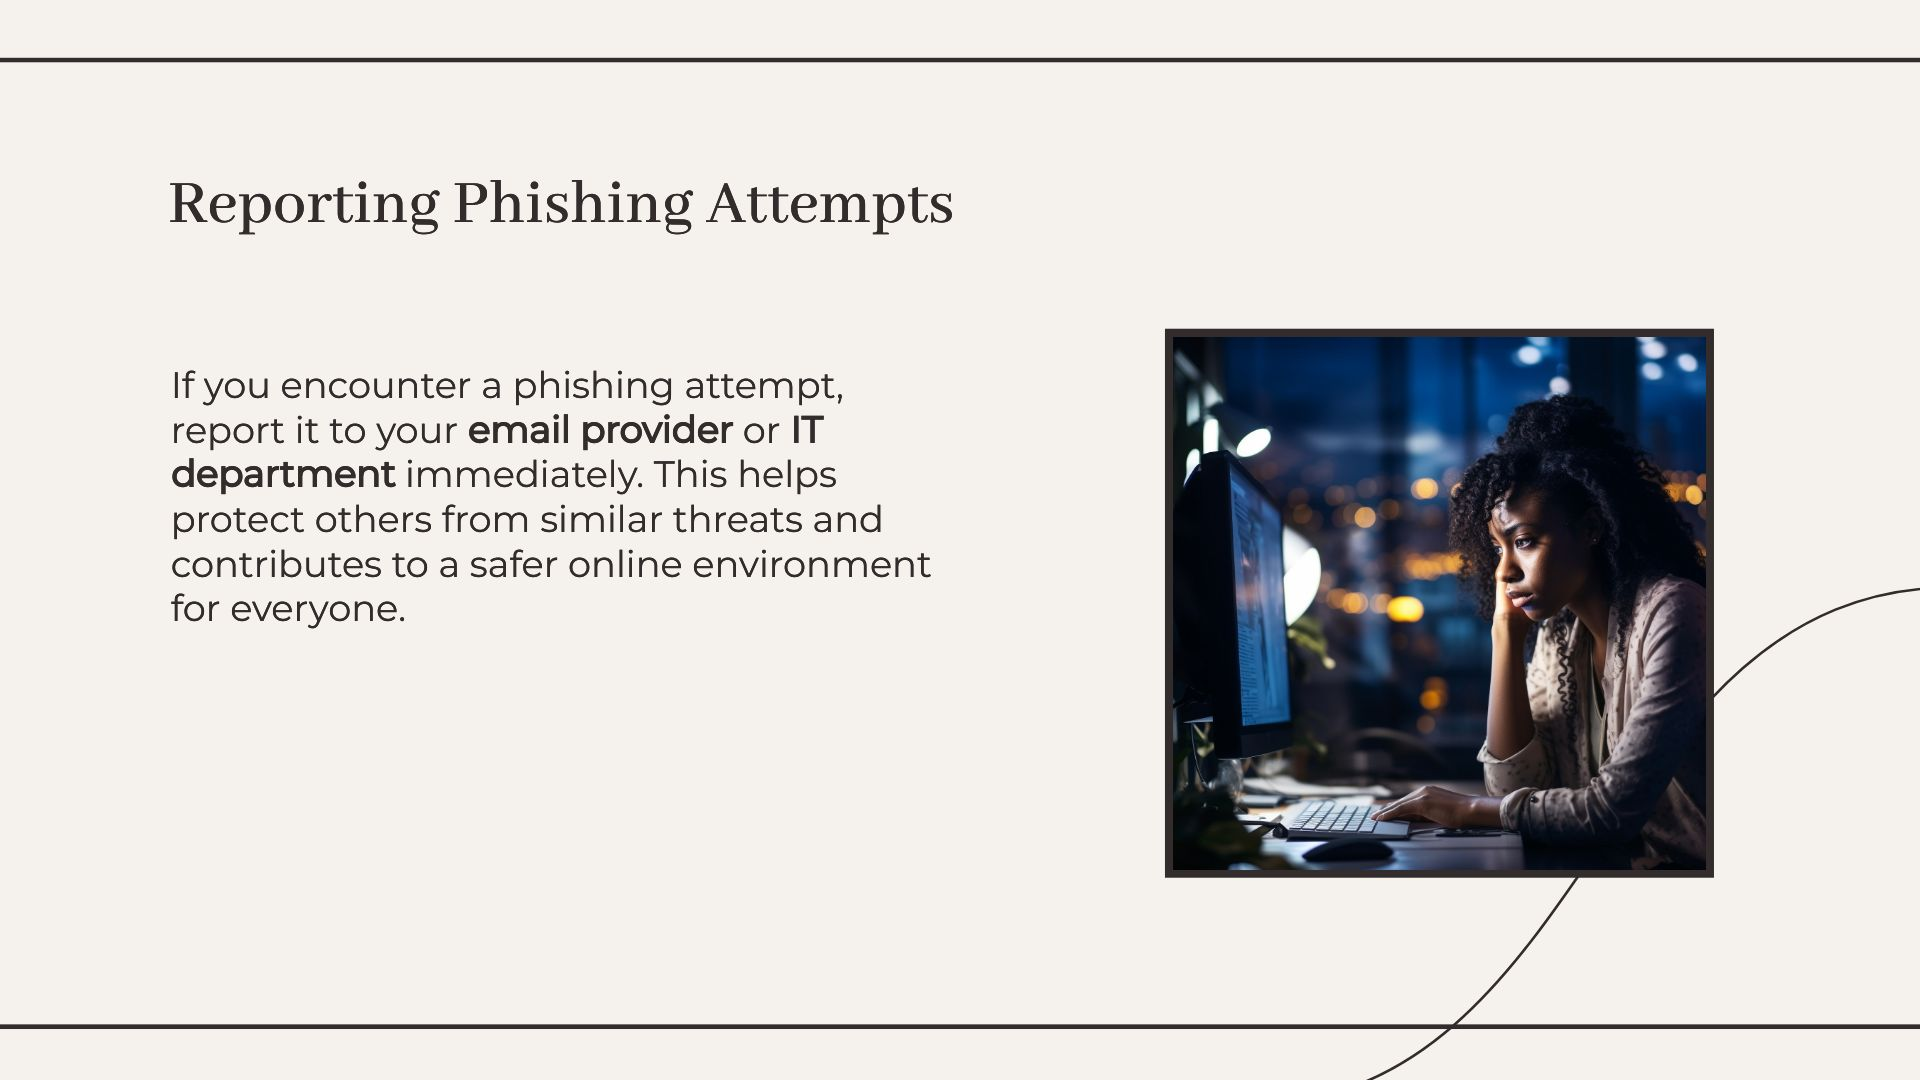 Reporting Phishing Attempts
If you encounter a phishing attempt,
report it to your email provider or IT
department immediately. This helps
protect others from similar threats and
contributes to a safer online environment
for everyone.